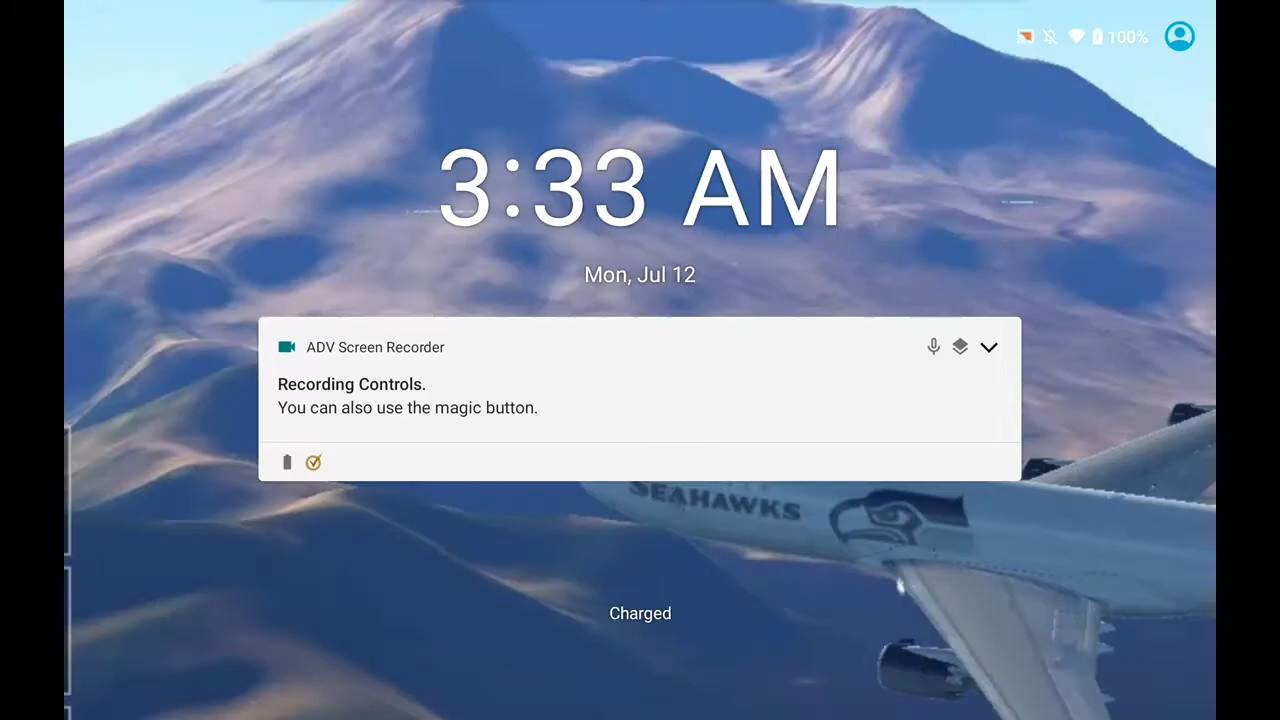 100%
3:33 AM
Mon, Jul 12
ADV Screen Recorder
Recording Controls.
You can also use the magic button.
SEAHAWKS
Charged